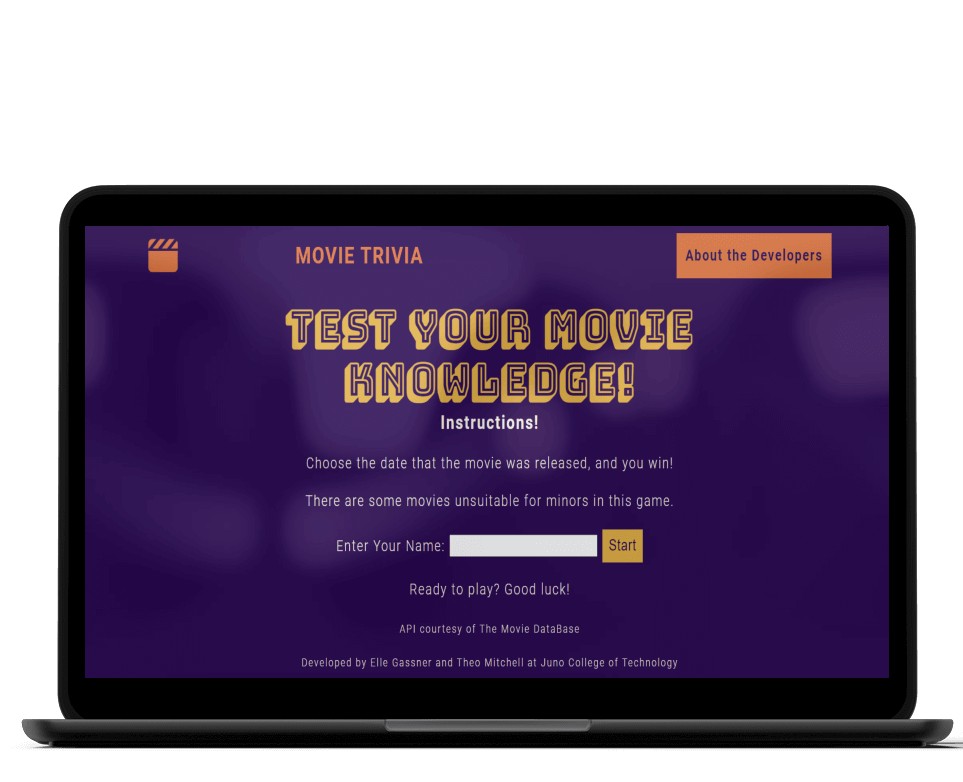 MOVIE TRIVIA
About the Developers
TEST YOUR MOVIE
KNOWLEDGE!
Instructions!
Choose the date that the movie was released, and you win!
There are some movies unsuitable for minors in this game.
Enter Your Name: Start
Ready to play? Good luck!
API courtesy of The Movie DataBase
Developed by Elle Gassner and Theo Mitchell at Juno College of Technology